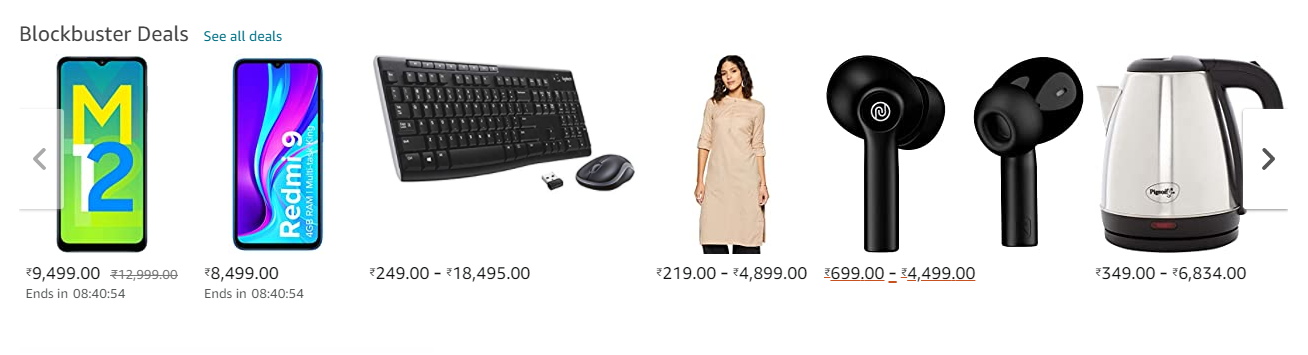 Blockbuster Deals See all deals
M
12
Redmi 9
4GB RAM | Multi-tasking
logitech
Pigeon
₹9,499.00 ₹12,999.00
Ends in 08:40:54
₹8,499.00
Ends in 08:40:54
₹249.00 - ₹18,495.00
₹219.00 - ₹4,899.00
₹699.00 - ₹4,499.00
₹349.00 - ₹6,834.00